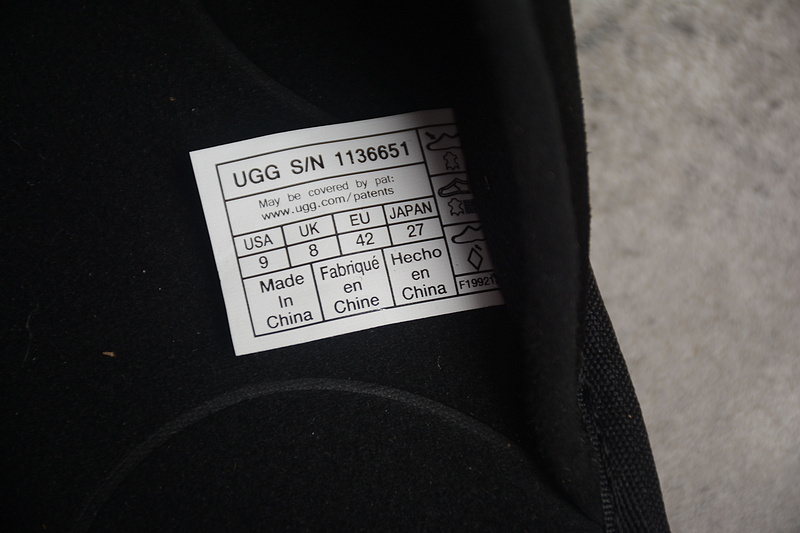 UGG S/N 1136651
May be covered by pat:
www.ugg.com/patents
USA UK EU JAPAN
9 8 42 27
Made In China
Fabriqué en Chine
Hecho en China